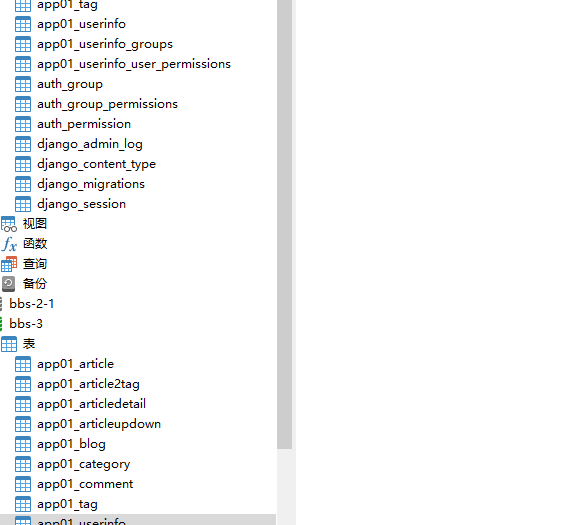 app01_tag
app01_userinfo
app01_userinfo_groups
app01_userinfo_user_permissions
auth_group
auth_group_permissions
auth_permission
django_admin_log
django_content_type
django_migrations
django_session
视图
函数
查询
备份
bbs-2-1
bbs-3
表
app01_article
app01_article2tag
app01_articledetail
app01_articleupdown
app01_blog
app01_category
app01_comment
app01_tag
app01_userinfo